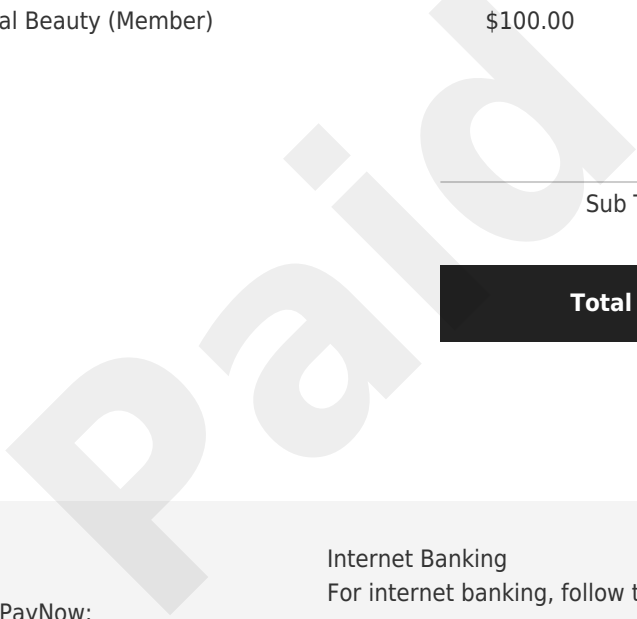 al Beauty (Member) $100.00
Paid
Sub
Total
Internet Banking
For internet banking, follow
PayNow: